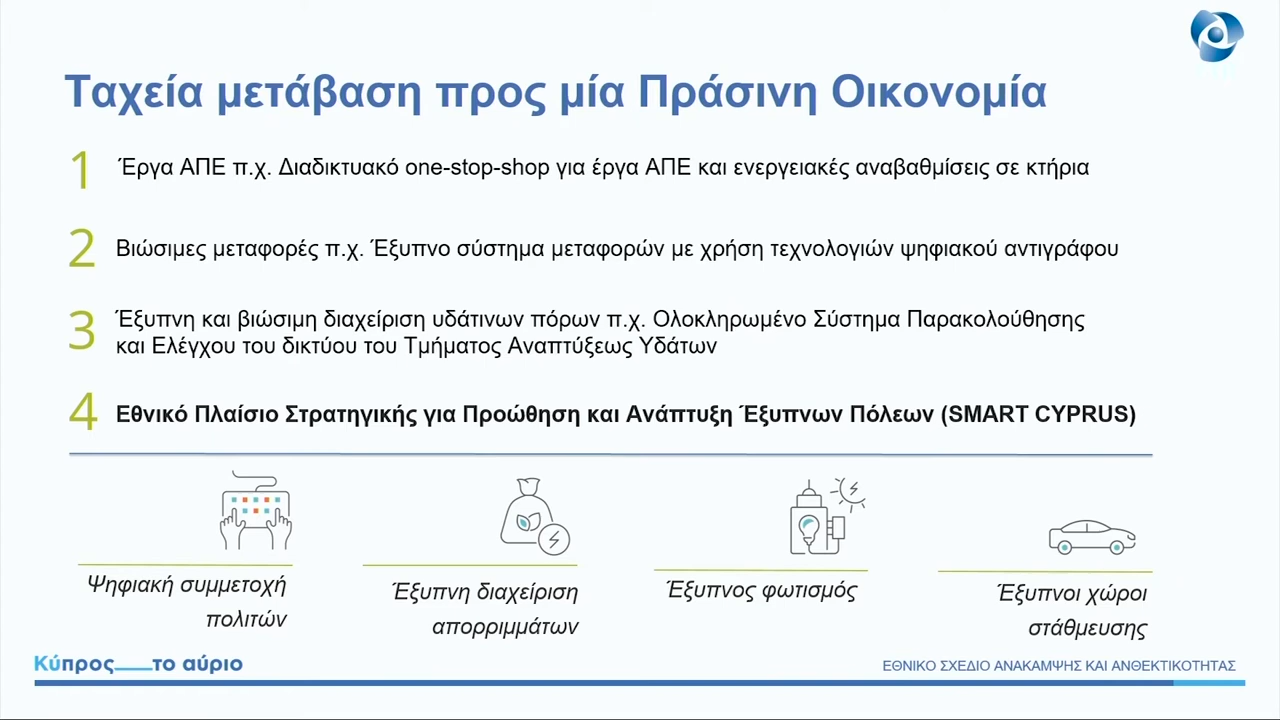 Ταχεία μετάβαση προς μία Πράσινη Οικονομία
1 Έργα ΑΠΕ π.χ. Διαδικτυακό one-stop-shop για έργα ΑΠΕ και ενεργειακές αναβαθμίσεις σε κτήρια
2 Βιώσιμες μεταφορές π.χ. Έξυπνο σύστημα μεταφορών με χρήση τεχνολογιών ψηφιακού αντιγράφου
3 Έξυπνη και βιώσιμη διαχείριση υδάτινων πόρων π.χ. Ολοκληρωμένο Σύστημα Παρακολούθησης
και Ελέγχου του δικτύου του Τμήματος Αναπτύξεως Υδάτων
4 Εθνικό Πλαίσιο Στρατηγικής για Προώθηση και Ανάπτυξη Έξυπνων Πόλεων (SMART CYPRUS)
Ψηφιακή συμμετοχή
πολιτών
Έξυπνη διαχείριση
απορριμμάτων
Έξυπνος φωτισμός
Έξυπνοι χώροι
στάθμευσης
Κύπρος___το αύριο
ΕΘΝΙΚΟ ΣΧΕΔΙΟ ΑΝΑΚΑΜΨΗΣ ΚΑΙ ΑΝΘΕΚΤΙΚΟΤΗΤΑΣ